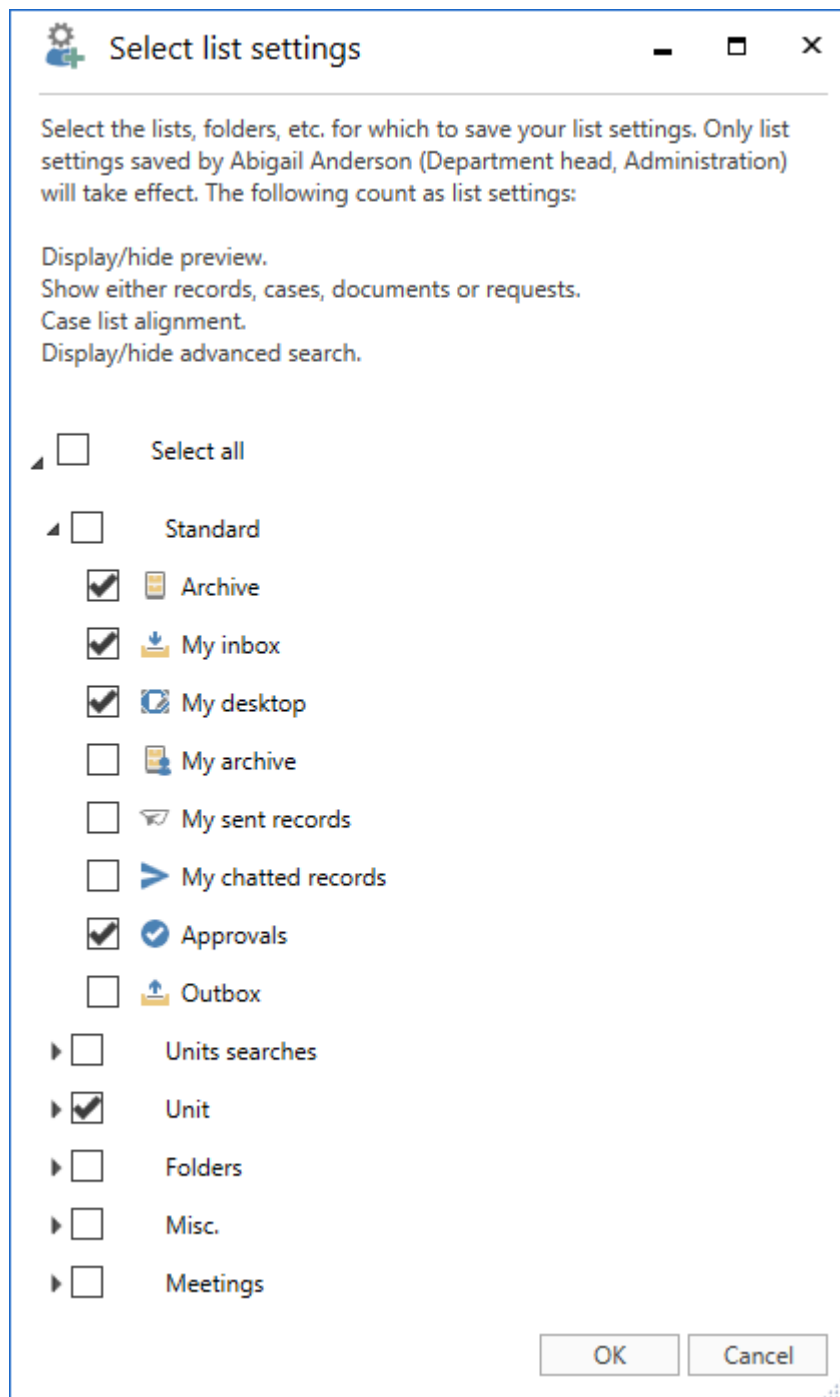 Select list settings
Select the lists, folders, etc. for which to save your list settings. Only list
settings saved by Abigail Anderson (Department head, Administration)
will take effect. The following count as list settings:
Display/hide preview.
Show either records, cases, documents or requests.
Case list alignment.
Display/hide advanced search.
Select all
Standard
Archive
My inbox
My desktop
My archive
My sent records
My chatted records
Approvals
Outbox
Units searches
Unit
Folders
Misc.
Meetings
OK Cancel